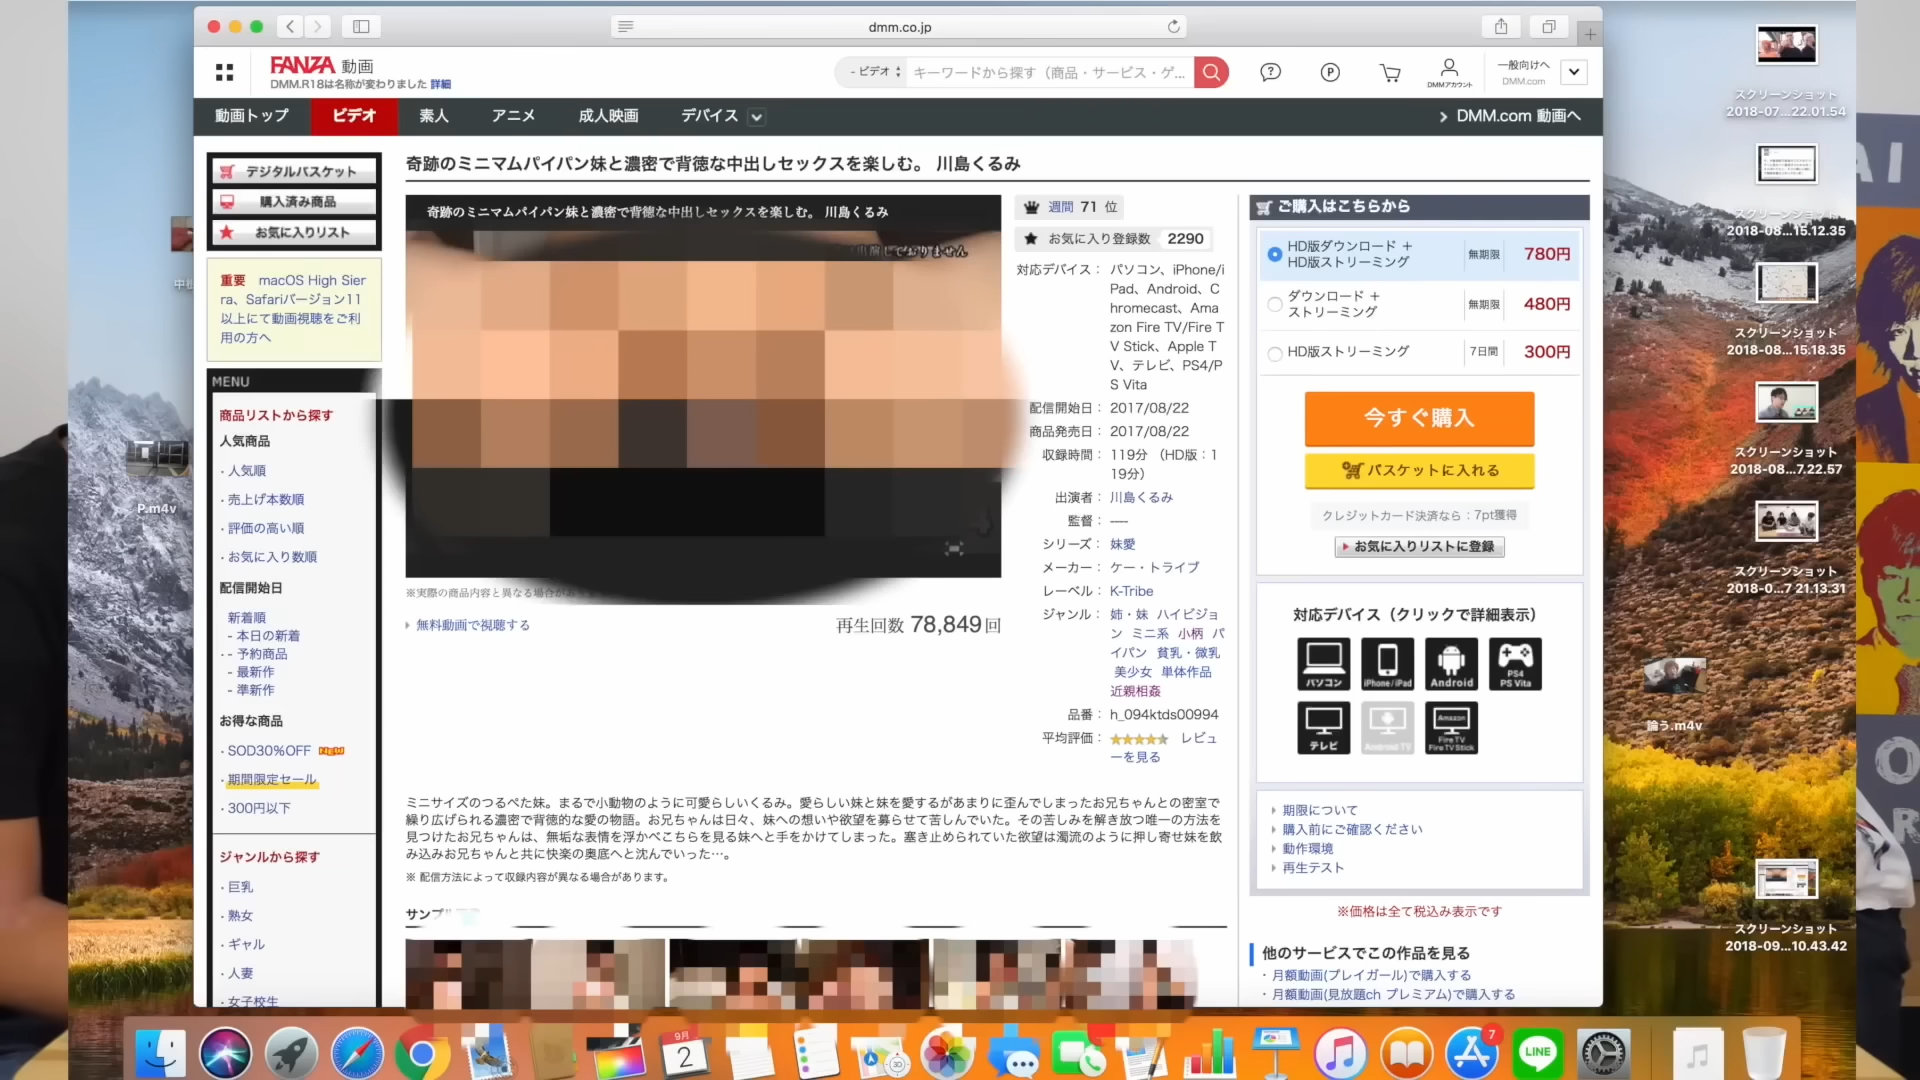 dmm.co.jp
FANZA 動画
DMM.R18は名称が変わりました 詳細
- ビデオ
キーワードから探す（商品・サービス・ゲ...
DMMアカウント
一般向けへ
DMM.com
動画トップ ビデオ 素人 アニメ 成人映画 デバイス
DMM.com 動画へ
デジタルバスケット
購入済み商品
お気に入りリスト
重要 macOS High Sier
ra、Safariバージョン11
以上にて動画視聴をご利
用の方へ
MENU
商品リストから探す
人気商品
・人気順
・売上げ本数順
・評価の高い順
・お気に入り数順
配信開始日
新着順
- 本日の新着
- 予約商品
- 最新作
- 準新作
お得な商品
・SOD30%OFF NEW
・期間限定セール
・300円以下
ジャンルから探す
・巨乳
・熟女
・ギャル
・人妻
・女子校生
奇跡のミニマムパイパン妹と濃密で背徳な中出しセックスを楽しむ。 川島くるみ
奇跡のミニマムパイパン妹と濃密で背徳な中出しセックスを楽しむ。 川島くるみ
無料動画で視聴する
再生回数 78,849 回
週間 71 位
お気に入り登録数 2290
対応デバイス： パソコン、iPhone/i
Pad、Android、C
hromecast、Ama
zon Fire TV/Fire T
V Stick、Apple T
V、テレビ、PS4/P
S Vita
配信開始日： 2017/08/22
商品発売日： 2017/08/22
収録時間： 119分 （HD版：1
19分）
出演者： 川島くるみ
監督： ----
シリーズ： 妹愛
メーカー： ケー・トライブ
レーベル： K-Tribe
ジャンル： 姉・妹 ハイビジョ
ン ミニ系 小柄 パ
イパン 貧乳・微乳
美少女 単体作品
近親相姦
品番： h_094ktds00994
平均評価： レビュ
ーを見る
ミニサイズのつるぺた妹。まるで小動物のように可愛らしいくるみ。愛らしい妹と妹を愛するがあまりに歪んでしまったお兄ちゃんとの密室で
繰り広げられる濃密で背徳的な愛の物語。お兄ちゃんは日々、妹への想いや欲望を募らせて苦しんでいた。その苦しみを解き放つ唯一の方法を
見つけたお兄ちゃんは、無垢な表情を浮かべこちらを見る妹へと手をかけてしまった。塞き止められていた欲望は濁流のように押し寄せ妹を飲
み込みお兄ちゃんと共に快楽の奥底へと沈んでいった…。
※ 配信方法によって収録内容が異なる場合があります。
ご購入はこちらから
HD版ダウンロード ＋
HD版ストリーミング 無期限 780円
ダウンロード ＋
ストリーミング 無期限 480円
HD版ストリーミング 7日間 300円
今すぐ購入
バスケットに入れる
クレジットカード決済なら：7pt獲得
お気に入りリストに登録
対応デバイス（クリックで詳細表示）
パソコン iPhone/iPad Android PS4 PS Vita
テレビ Android TV Amazon Fire TV Fire TV Stick
期限について
購入前にご確認ください
動作環境
再生テスト
※価格は全て税込み表示です
他のサービスでこの作品を見る
・月額動画(プレイガール)で購入する
・月額動画(見放題ch プレミアム)で購入する
P.m4v
スクリーンショット
2018-07...22.01.54
スクリーンショット
2018-08...15.12.35
スクリーンショット
2018-08...15.18.35
スクリーンショット
2018-08...7.22.57
スクリーンショット
2018-0...7 21.13.31
論う.m4v
スクリーンショット
2018-09...10.43.42
9月
2
7
LINE